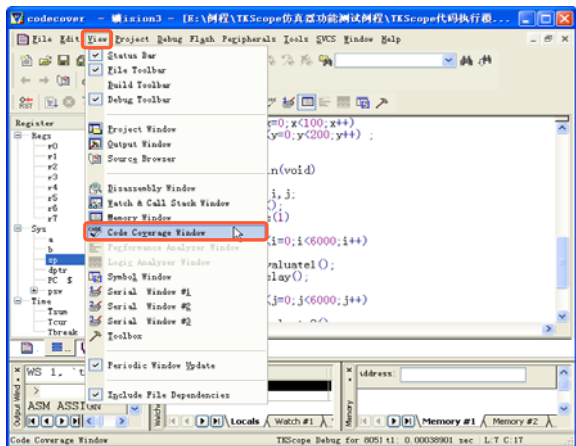 codecover - μVision3 - [E:\例程\TKScope仿真器功能测试例程\TKScope代码执行覆...
File Edit View Project Debug Flash Peripherals Tools SVCS Window Help
Status Bar
File Toolbar
Build Toolbar
Debug Toolbar
Project Window
Output Window
Source Browser
Disassembly Window
Watch & Call Stack Window
Memory Window
Code Coverage Window
Performance Analyzer Window
Logic Analyzer Window
Symbol Window
Serial Window #1
Serial Window #2
Serial Window #3
Toolbox
Periodic Window Update
Include File Dependencies
Register
Regs
r0
r1
r2
r3
r4
r5
r6
r7
Sys
a
b
sp
dptr
PC $
psw
Time
Tsum
Tcur
Tbreak
=0;x<100;x++)
(y=0;y<200;y++) ;
n(void)
i,j;
();
(1)
(i=0;i<6000;i++)
valuate1();
lay();
(j=0;j<6000;j++)
WS 1, `t
>
ASM ASSI
Output Wind
Locals
Watch #1
Address:
Memory
Memory #1
Memory #2
Code Coverage Window
TKScope Debug for 8051 t1: 0.00038901 sec L:7 C:17